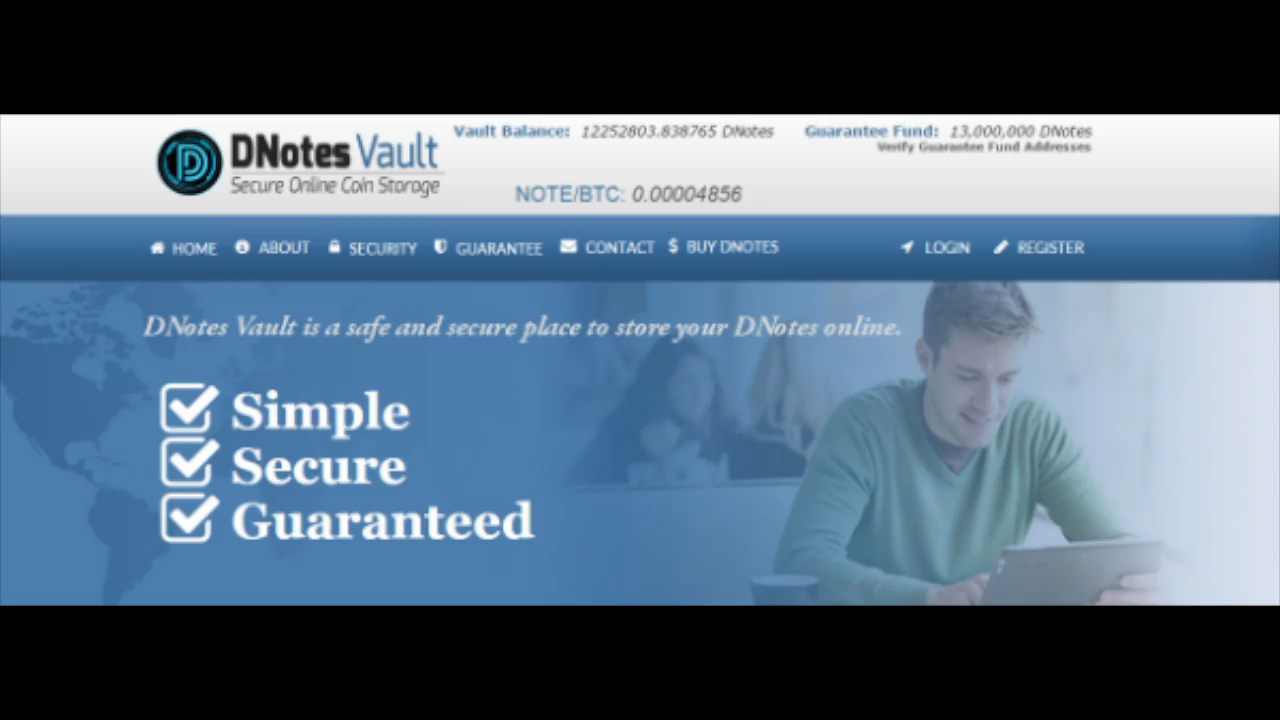 DNotes Vault
Secure Online Coin Storage
Vault Balance: 12252803.838765 DNotes
Guarantee Fund: 13,000,000 DNotes
Verify Guarantee Fund Addresses
NOTE/BTC: 0.00004856
HOME ABOUT SECURITY GUARANTEE CONTACT BUY DNOTES LOGIN REGISTER
DNotes Vault is a safe and secure place to store your DNotes online.
Simple
Secure
Guaranteed